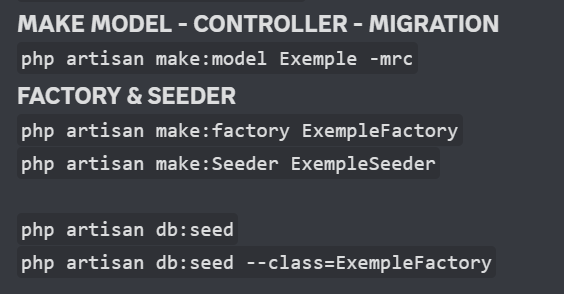 MAKE MODEL - CONTROLLER - MIGRATION
php artisan make:model Exemple -mrc
FACTORY & SEEDER
php artisan make:factory ExempleFactory
php artisan make:Seeder ExempleSeeder
php artisan db:seed
php artisan db:seed --class=ExempleFactory